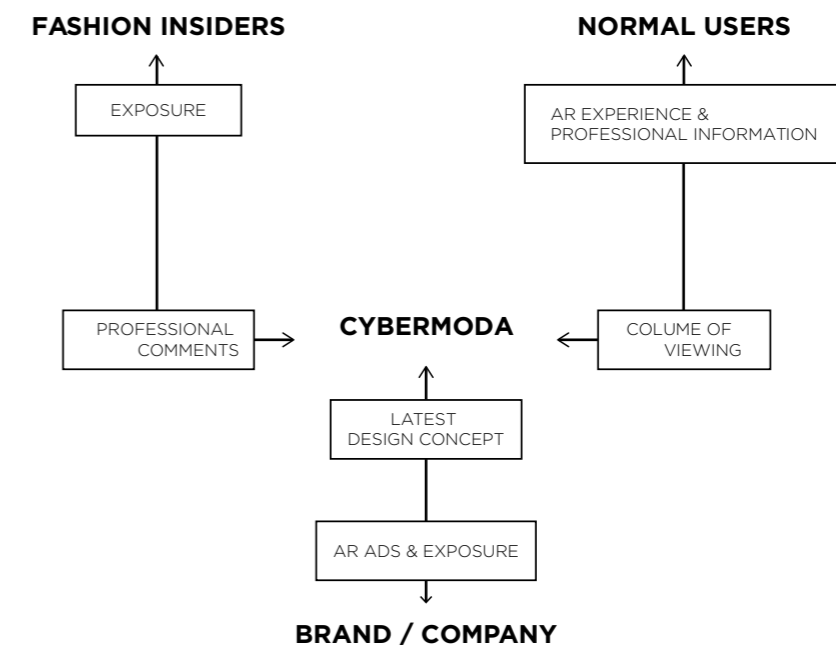 FASHION INSIDERS
NORMAL USERS
EXPOSURE
AR EXPERIENCE &
PROFESSIONAL INFORMATION
PROFESSIONAL
COMMENTS
CYBERMODA
COLUME OF
VIEWING
LATEST
DESIGN CONCEPT
AR ADS & EXPOSURE
BRAND / COMPANY